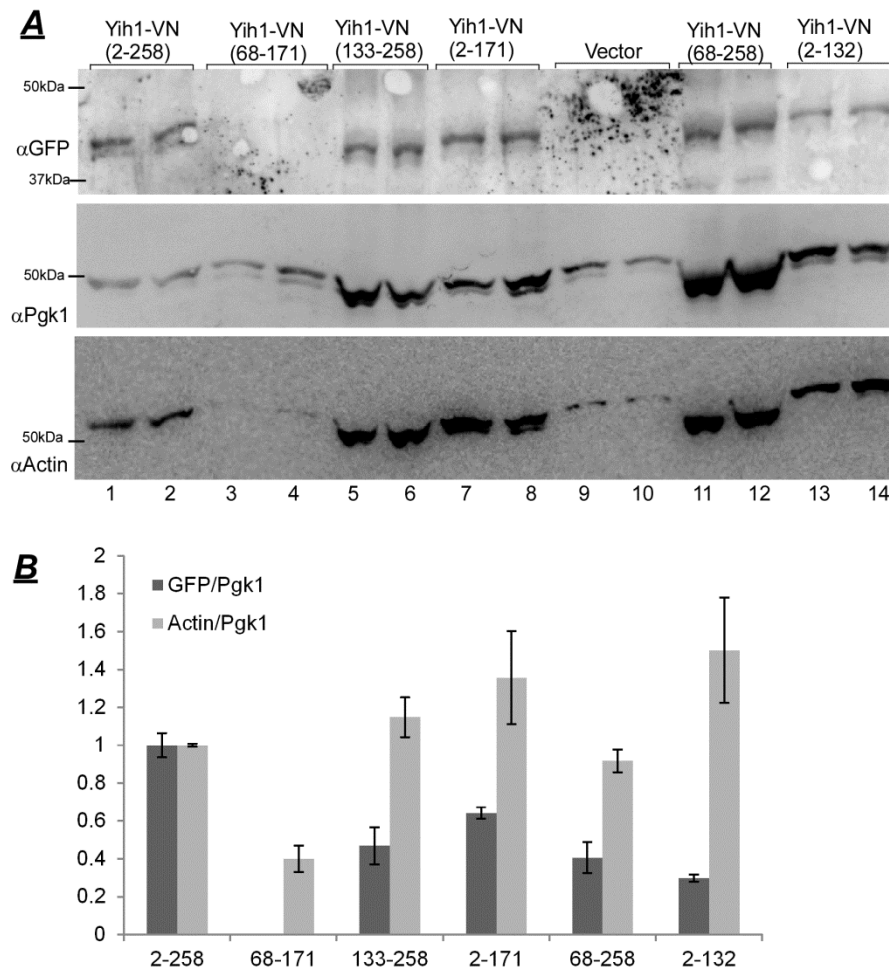 A
Yih1-VN (2-258)
Yih1-VN (68-171)
Yih1-VN (133-258)
Yih1-VN (2-171)
Vector
Yih1-VN (68-258)
Yih1-VN (2-132)
50kDa
αGFP
37kDa
50kDa
αPgk1
50kDa
αActin
1 2 3 4 5 6 7 8 9 10 11 12 13 14
B
2
1.8
1.6
1.4
1.2
1
0.8
0.6
0.4
0.2
0
GFP/Pgk1
Actin/Pgk1
2-258 68-171 133-258 2-171 68-258 2-132